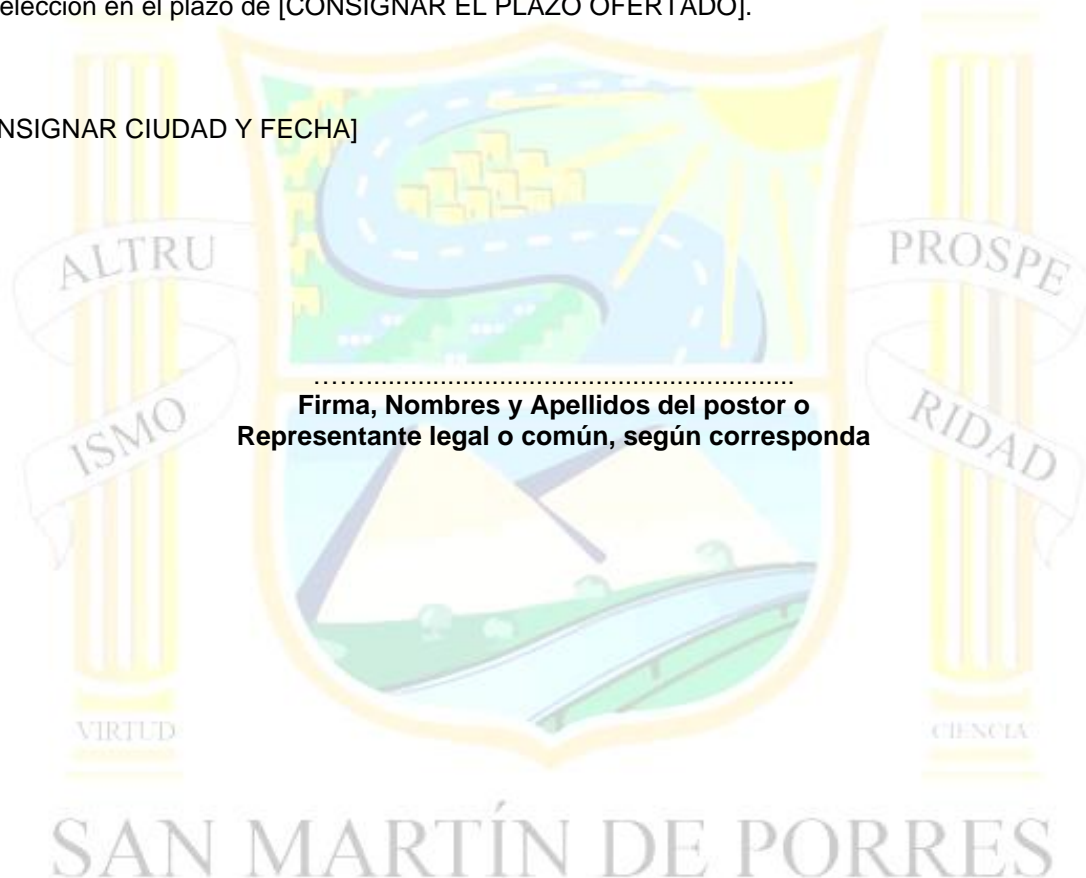 elección en el plazo de [CONSIGNAR EL PLAZO OFERTADO].
NSIGNAR CIUDAD Y FECHA]
ALTRU
ISMO
PROSPE
RIDAD
……..........................................................
Firma, Nombres y Apellidos del postor o
Representante legal o común, según corresponda
VIRTUD
CIENCIA
SAN MARTÍN DE PORRES